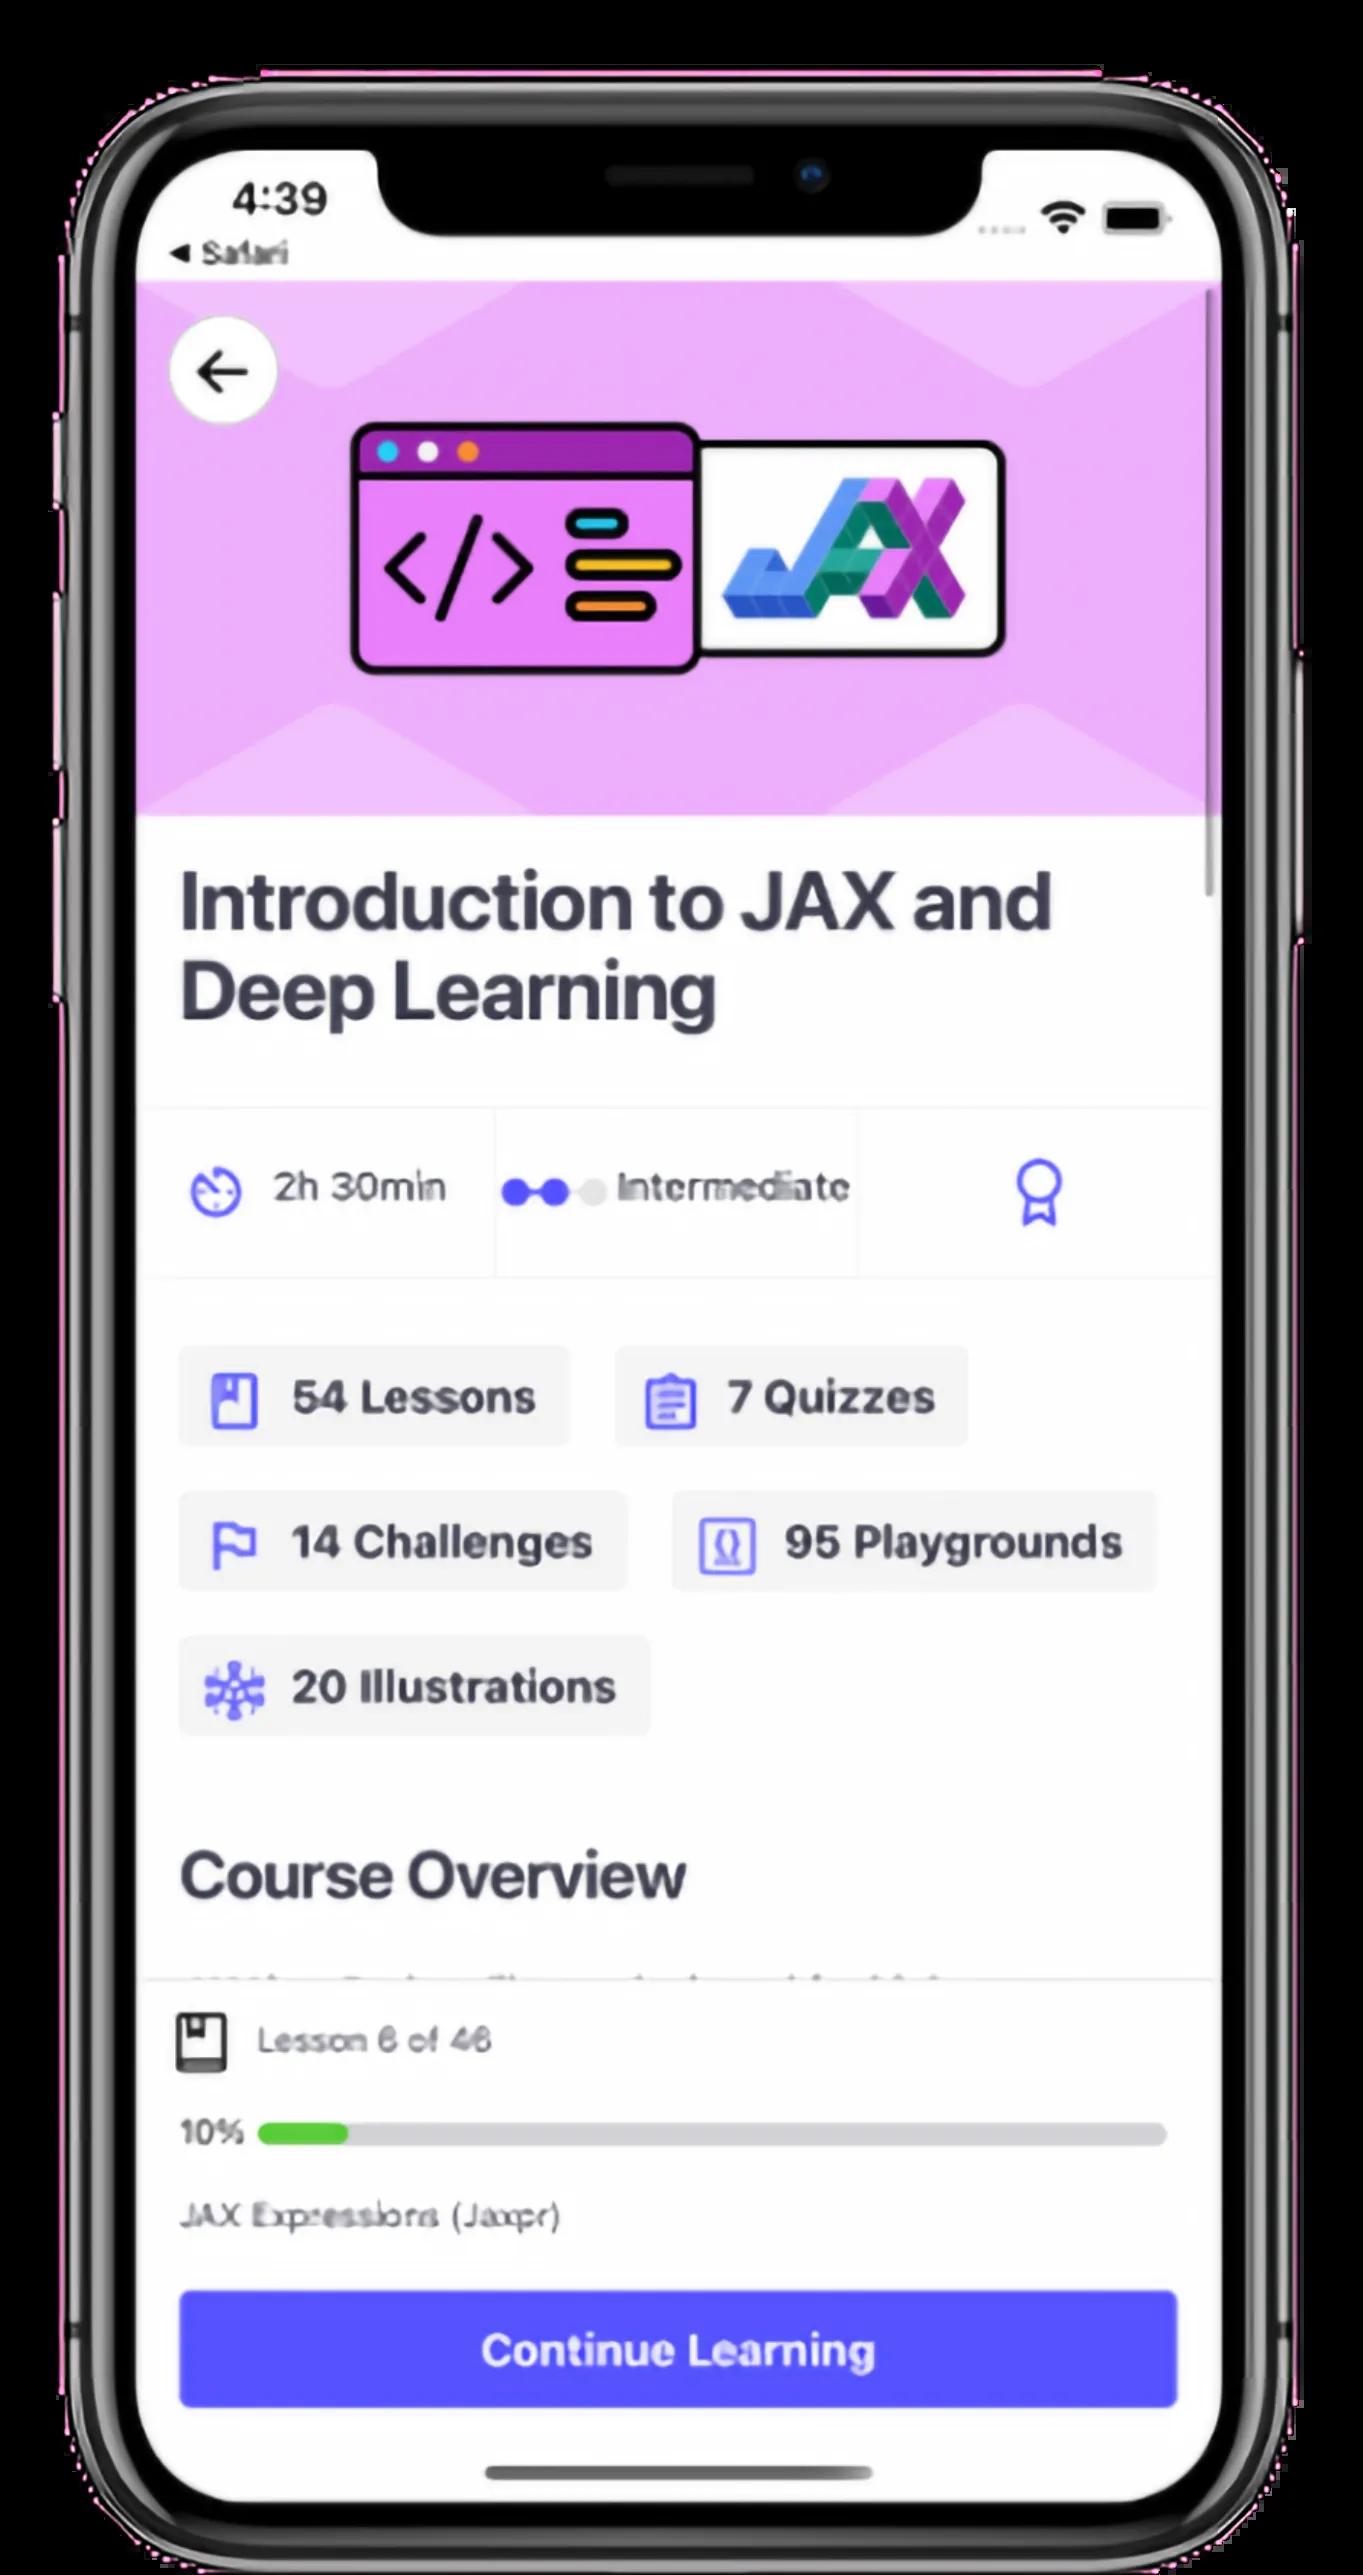 4:39
◀ Safari
</>
JAX
Introduction to JAX and
Deep Learning
2h 30min
Intermediate
54 Lessons
7 Quizzes
14 Challenges
95 Playgrounds
20 Illustrations
Course Overview
Lesson 6 of 46
10%
JAX Expressions (Jaxpr)
Continue Learning